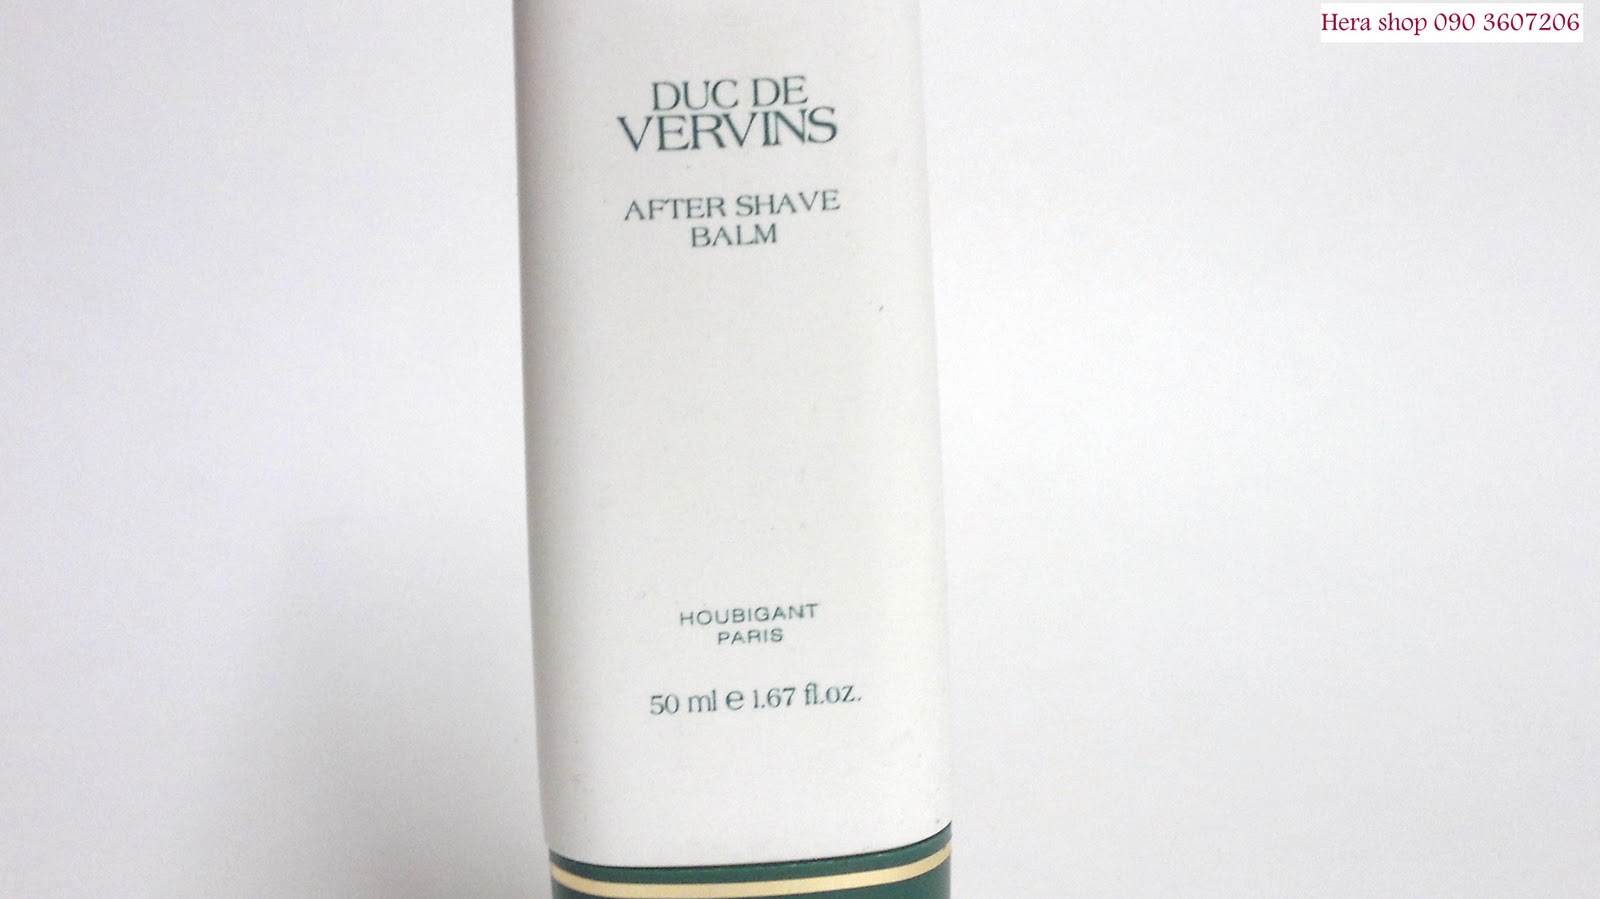 Hera shop 090 3607206
DUC DE
VERVINS
AFTER SHAVE
BALM
HOUBIGANT
PARIS
50 ml e 1.67 fl.oz.